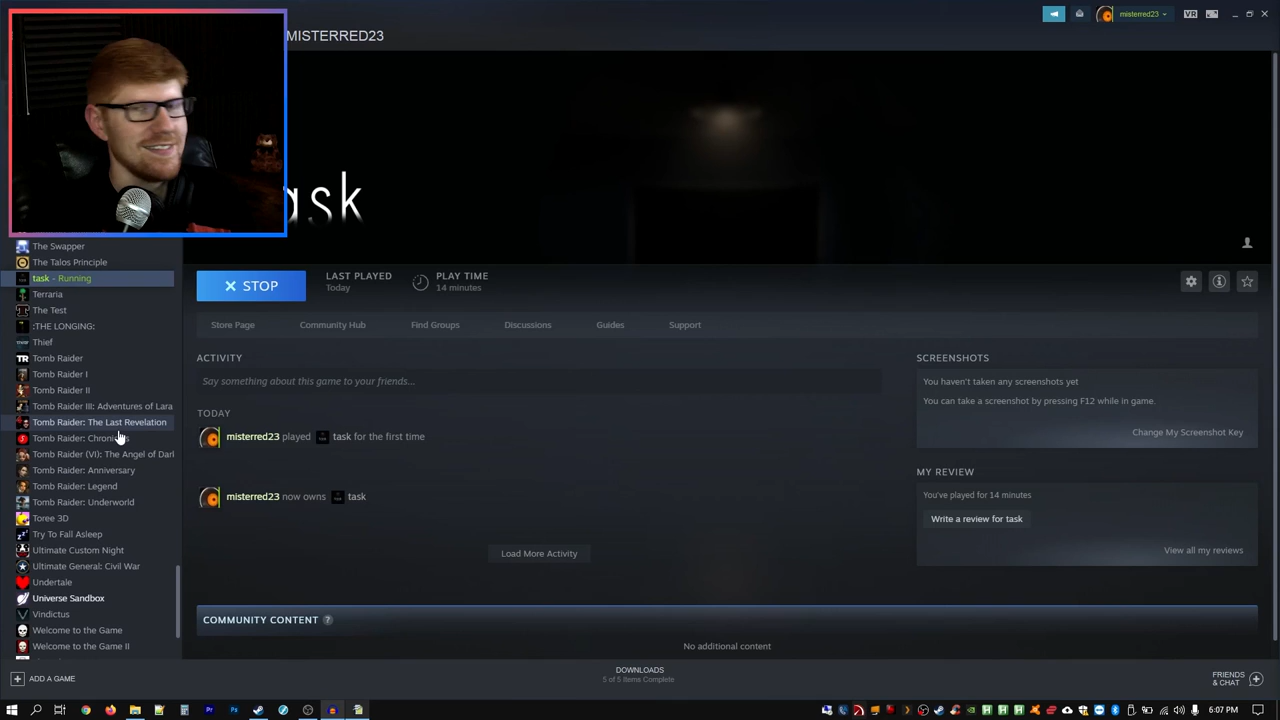 misterred23
VR
MISTERRED23
ask
The Swapper
The Talos Principle
task - Running
Terraria
The Test
:THE LONGING:
Thief
Tomb Raider
Tomb Raider I
Tomb Raider II
Tomb Raider III: Adventures of Lara
Tomb Raider: The Last Revelation
Tomb Raider: Chronicles
Tomb Raider (VI): The Angel of Darl
Tomb Raider: Anniversary
Tomb Raider: Legend
Tomb Raider: Underworld
Toree 3D
Try To Fall Asleep
Ultimate Custom Night
Ultimate General: Civil War
Undertale
Universe Sandbox
Vindictus
Welcome to the Game
Welcome to the Game II
STOP
LAST PLAYED
Today
PLAY TIME
14 minutes
Store Page Community Hub Find Groups Discussions Guides Support
ACTIVITY
Say something about this game to your friends...
TODAY
misterred23 played task for the first time
misterred23 now owns task
Load More Activity
SCREENSHOTS
You haven't taken any screenshots yet
You can take a screenshot by pressing F12 while in game.
Change My Screenshot Key
MY REVIEW
You've played for 14 minutes
Write a review for task
View all my reviews
COMMUNITY CONTENT ?
No additional content
ADD A GAME
DOWNLOADS
5 of 5 Items Complete
FRIENDS
& CHAT
6:07 PM